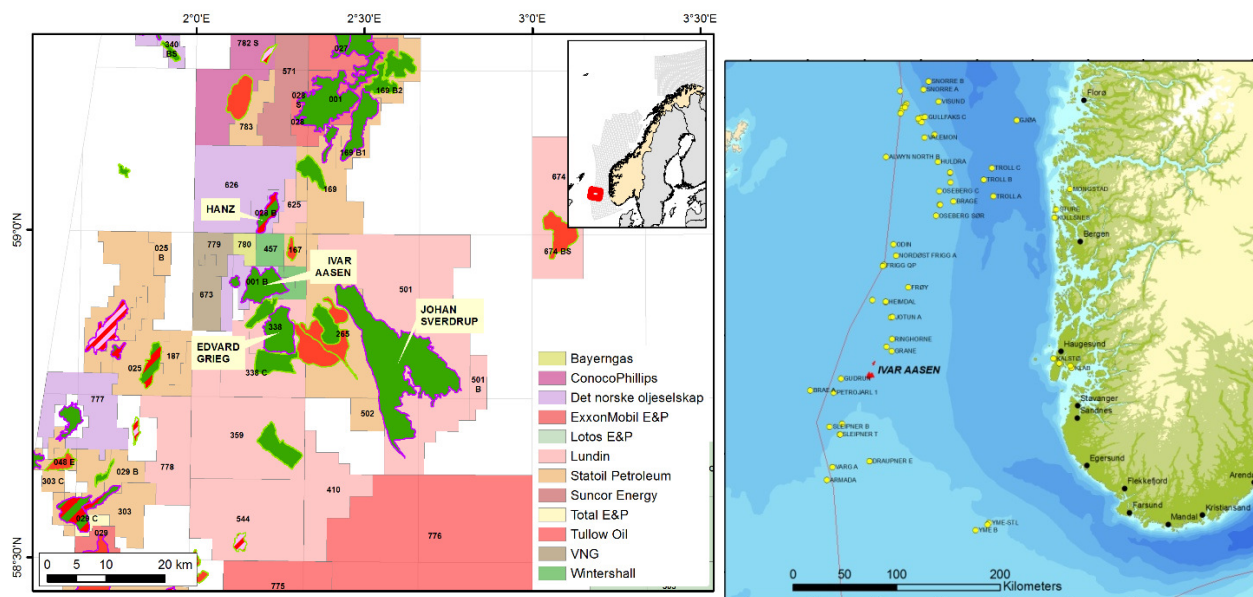 2°0'E
2°30'E
3°0'E
3°30'E
59°0'N
58°30'N
340
BS
782 S
027
571
028
S
028
001
169 B2
783
169 B1
626
169
674
HANZ
028 B
625
674 BS
025
B
779
780
457
167
IVAR
AASEN
001 B
673
501
JOHAN
SVERDRUP
338
265
EDVARD
GRIEG
187
025
338 C
501
B
777
502
359
778
048 E
029 B
303 C
303
410
029 C
029
544
776
775
Bayerngas
ConocoPhillips
Det norske oljeselskap
ExxonMobil E&P
Lotos E&P
Lundin
Statoil Petroleum
Suncor Energy
Total E&P
Tullow Oil
VNG
Wintershall
0 10 20 km
SNORRE B
SNORRE A
VISUND
GULLFAKS C
GJØA
VALEMON
ALWYN NORTH B
HULDRA
TROLL C
TROLL B
OSEBERG C
TROLL A
BRAGE
OSEBERG SØR
ODIN
NORDØST FRIGG A
FRIGG QP
FRØY
HEIMDAL
JOTUN A
RINGHORNE
GRANE
IVAR AASEN
GUDRUN
BRAE A
PETROJARL 1
SLEIPNER B
SLEIPNER T
DRAUPNER E
VARG A
ARMADA
YME B
Florø
MONGSTAD
STURE
KOLLSNES
Bergen
Haugesund
Stavanger
Sandnes
Egersund
Flekkefjord
Farsund
Mandal
Kristiansand
Arenda
0 50 100 200
Kilometers